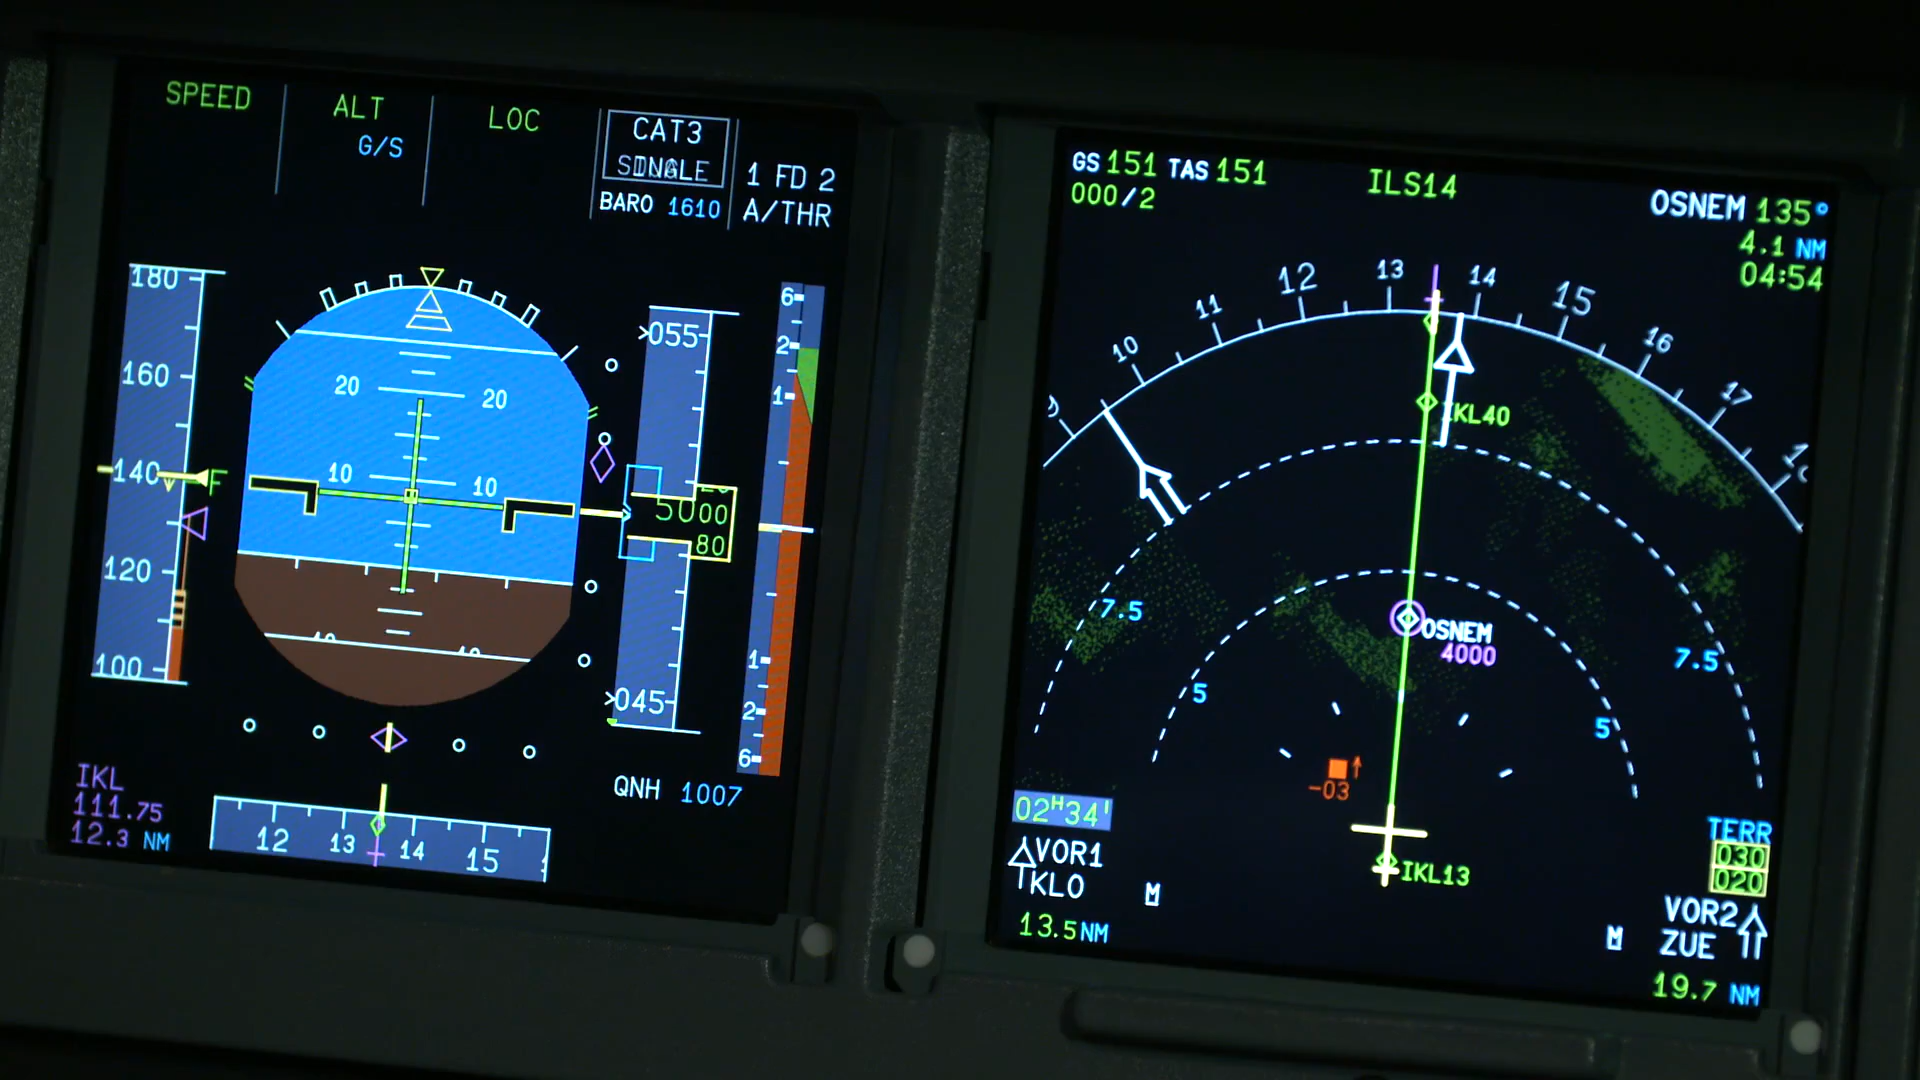 SPEED ALT LOC CAT3
G/S
1 FD 2
BARO 1610 A/THR
180
160
140 F
120
100
20 20
10 10
055
5000
80
045
6
2
1
1
2
6
QNH 1007
IKL
111.75
12.3 NM
12 13 14 15
GS 151 TAS 151 ILS14 OSNEM 135°
000/2 4.1 NM
04:54
10 11 12 13 14 15 16 17
IKL40
7.5 7.5
OSNEM
4000
5 5
-03
02H34'
IKL13
TERR
030
020
VOR1
KLO
M
13.5 NM
VOR2
M ZUE
19.7 NM